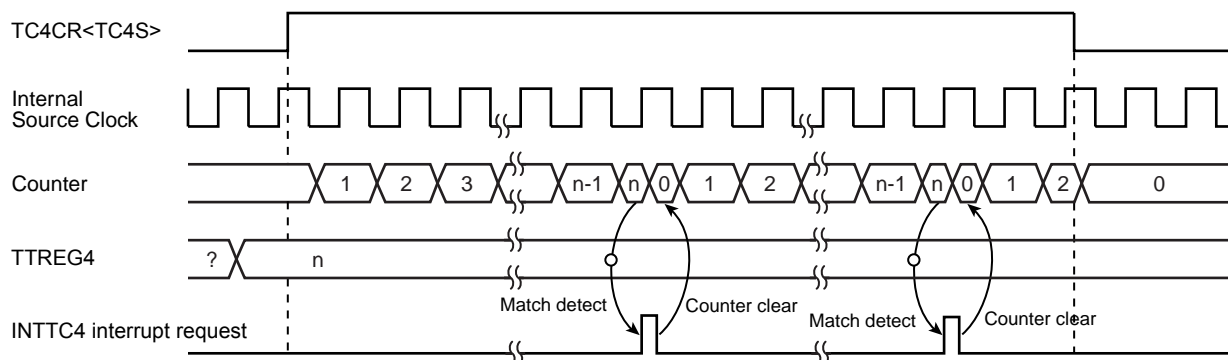 TC4CR<TC4S>
Internal
Source Clock
Counter
1 2 3 n-1 n 0 1 2 n-1 n 0 1 2 0
TTREG4
? n
Match detect Counter clear Match detect Counter clear
INTTC4 interrupt request